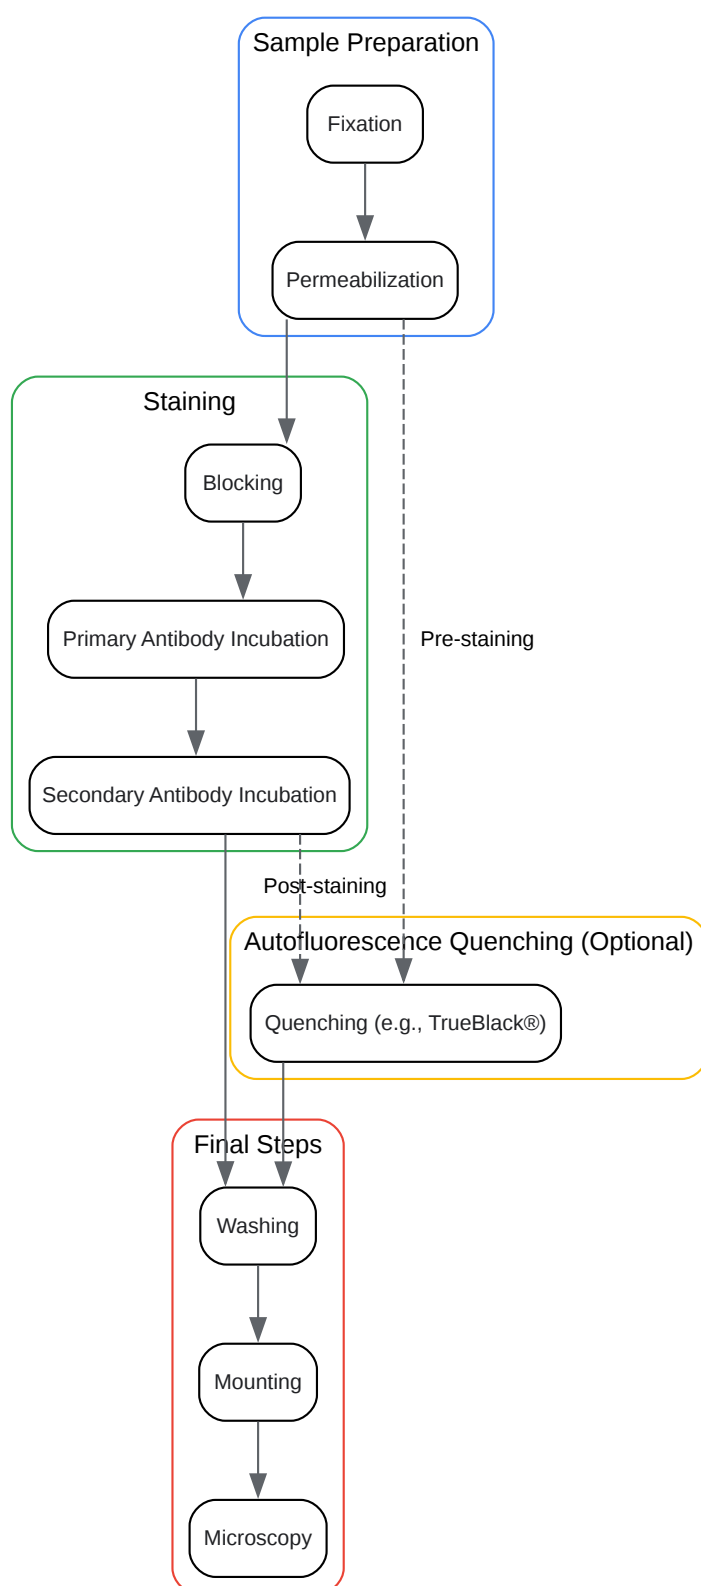 Sample Preparation
Fixation
Permeabilization
Staining
Blocking
Primary Antibody Incubation
Pre-staining
Secondary Antibody Incubation
Post-staining
Autofluorescence Quenching (Optional)
Quenching (e.g., TrueBlack®)
Final Steps
Washing
Mounting
Microscopy